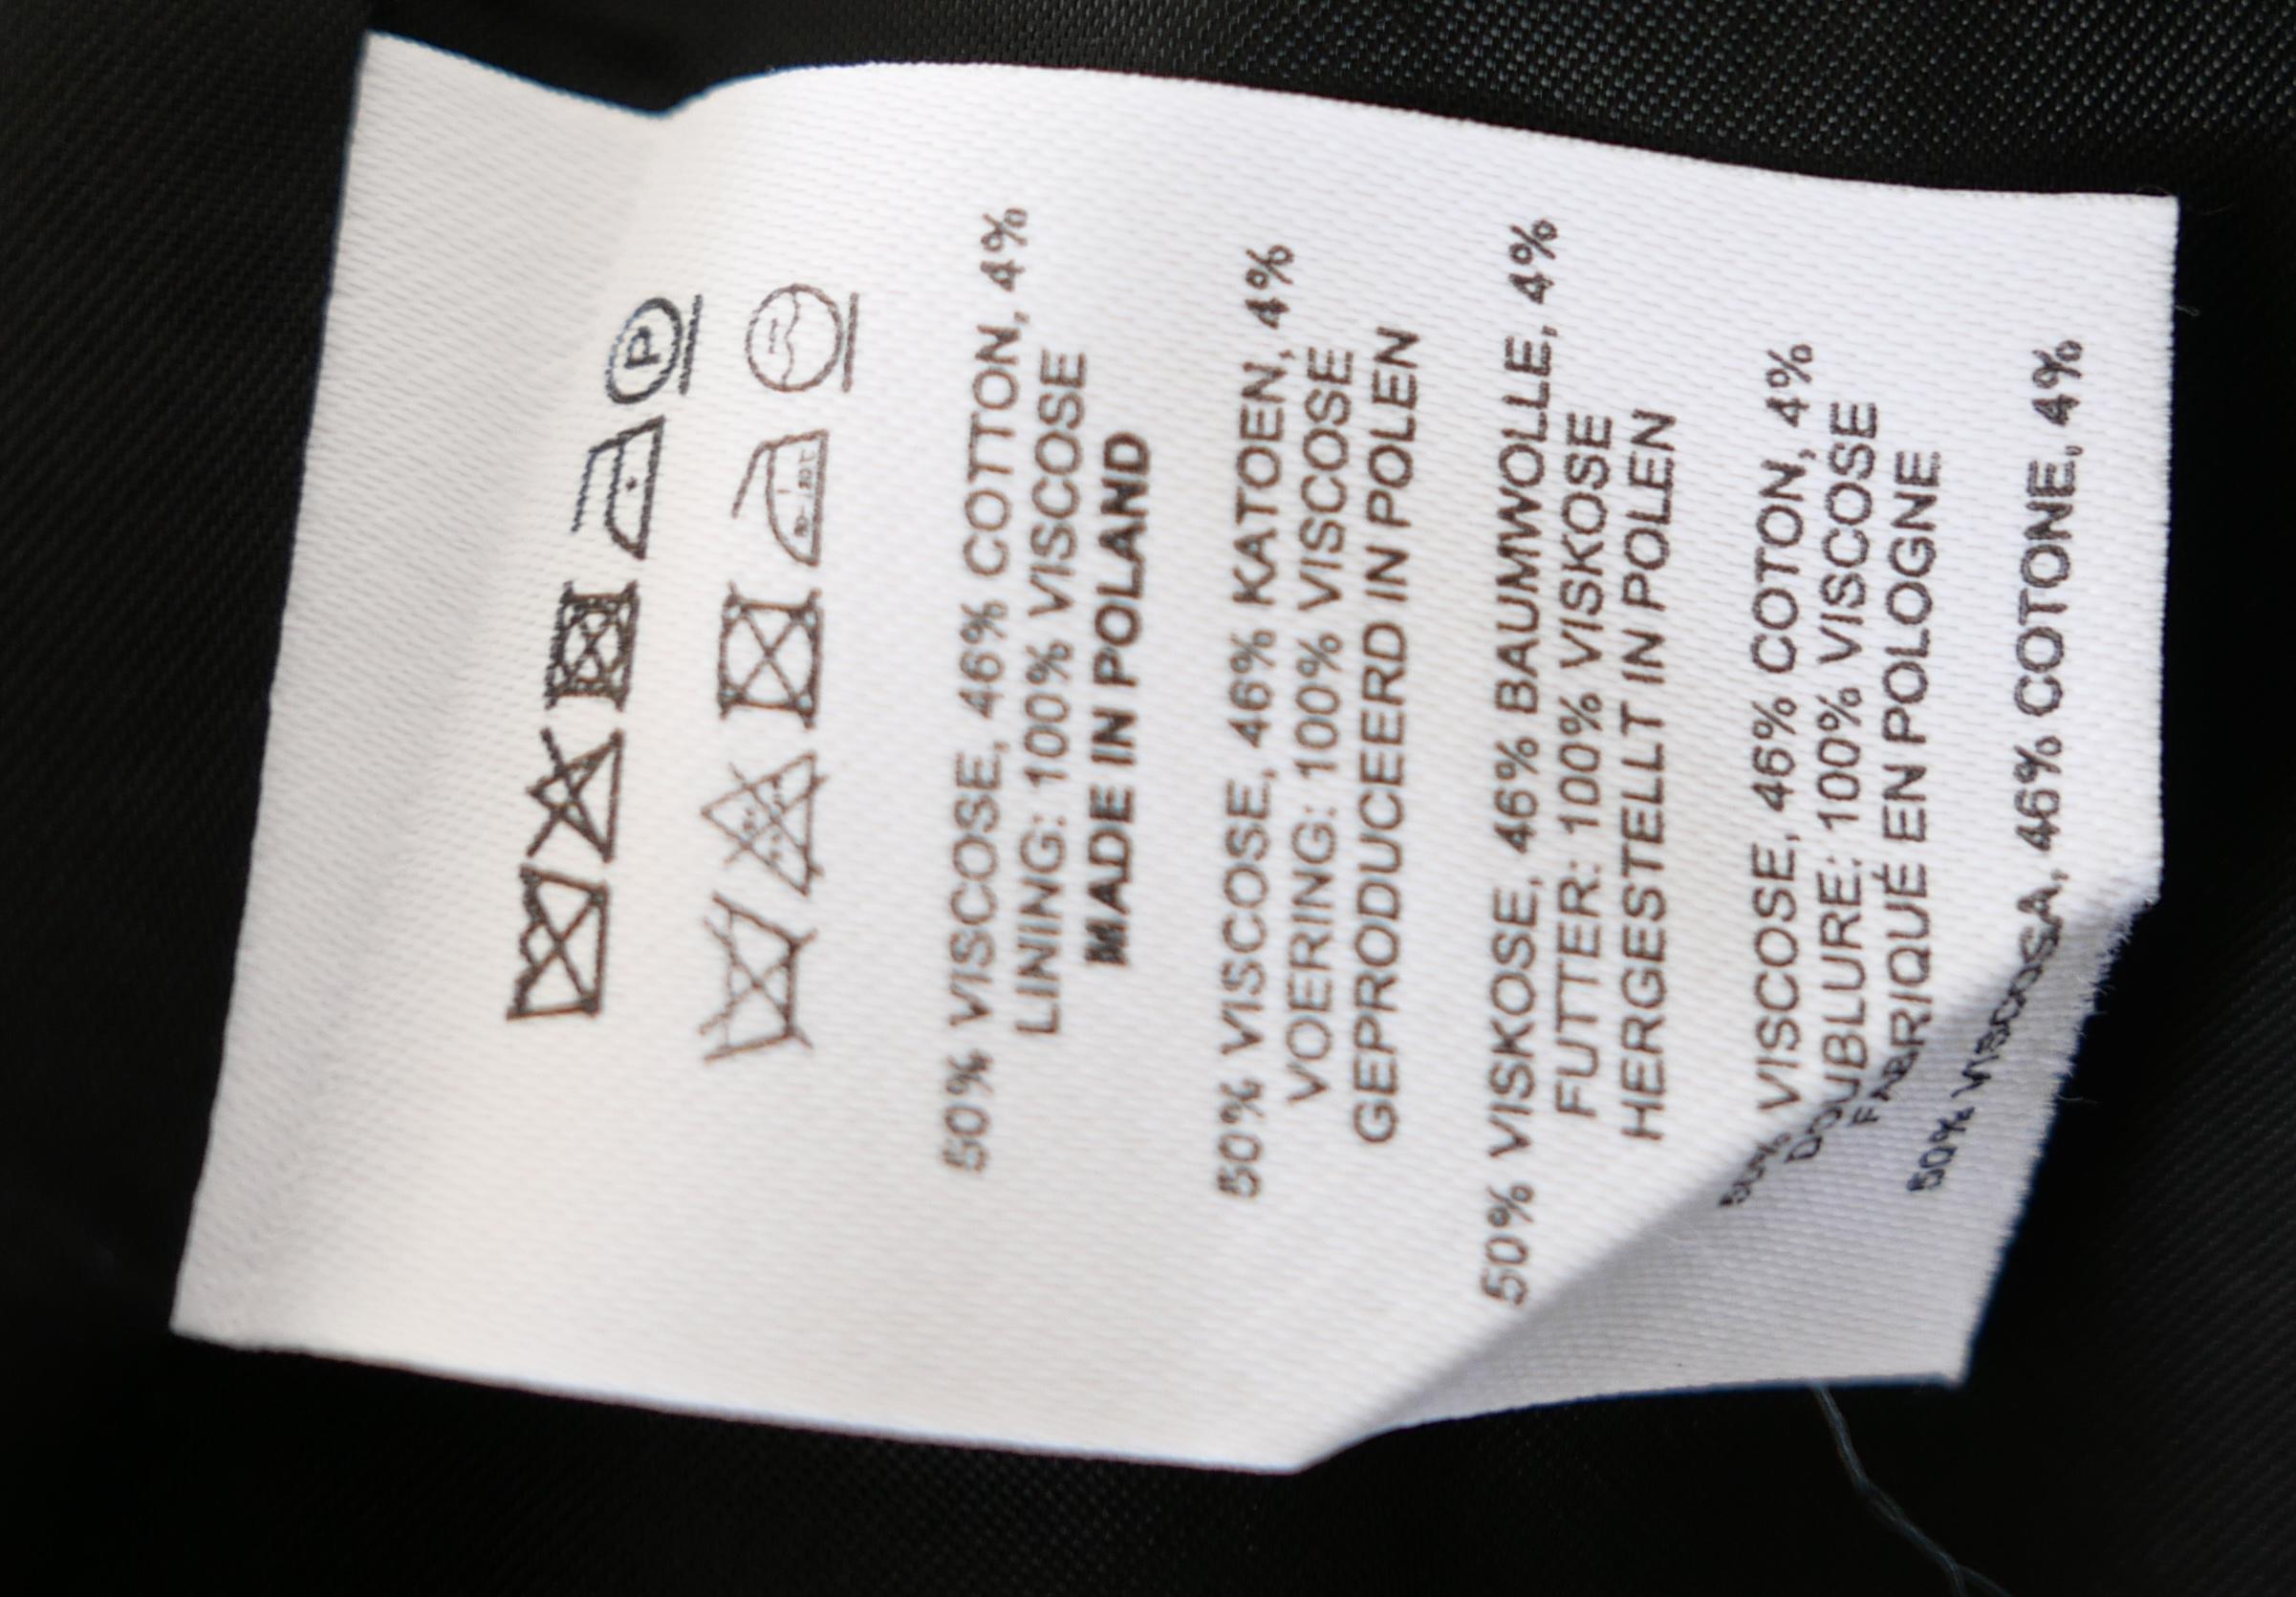 P
50% VISCOSE, 46% COTTON, 4%
LINING: 100% VISCOSE
MADE IN POLAND
50% VISCOSE, 46% KATOEN, 4%
VOERING: 100% VISCOSE
GEPRODUCEERD IN POLEN
50% VISKOSE, 46% BAUMWOLLE, 4%
FUTTER: 100% VISKOSE
HERGESTELLT IN POLEN
50% VISCOSE, 46% COTON, 4%
DOUBLURE: 100% VISCOSE
FABRIQUÉ EN POLOGNE
50% VISCOSA, 46% COTONE, 4%